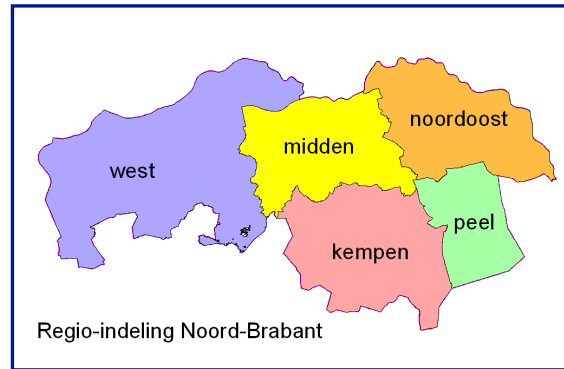 noordoost
midden
west
peel
kempen
Regio-indeling Noord-Brabant